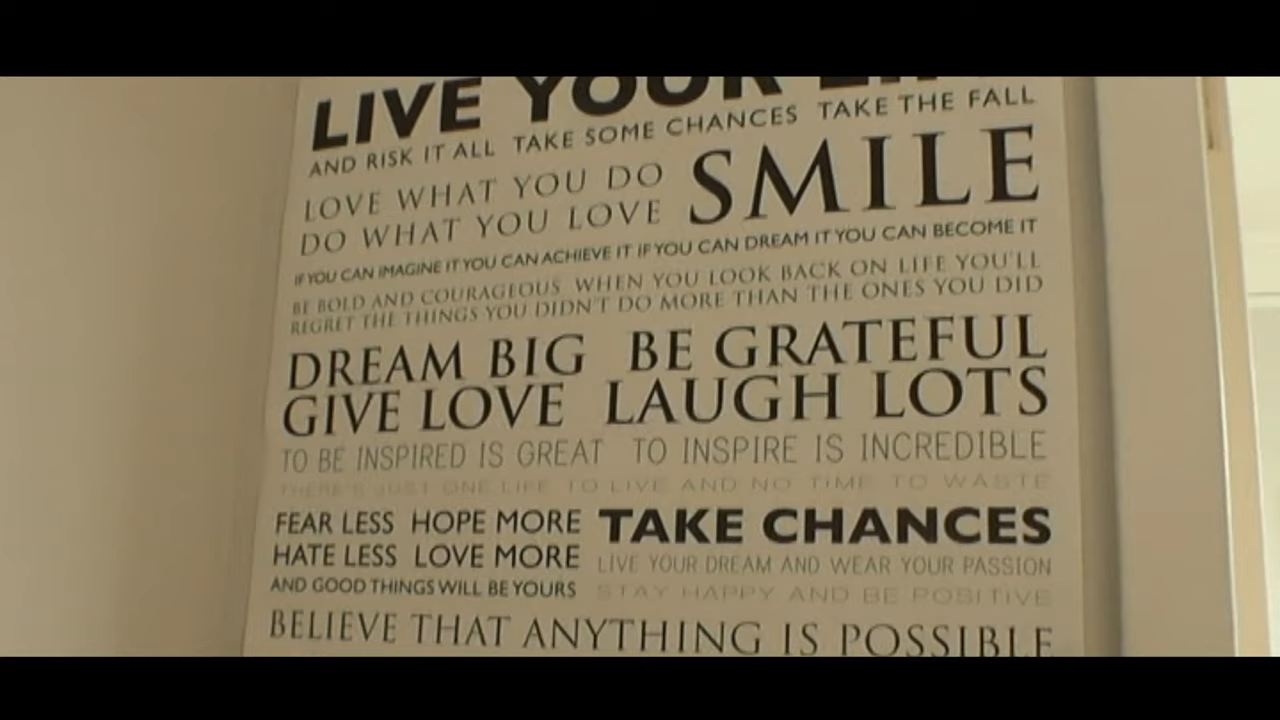 LIVE YOUR LIF
AND RISK IT ALL TAKE SOME CHANCES TAKE THE FALL
LOVE WHAT YOU DO SMILE
DO WHAT YOU LOVE
IF YOU CAN IMAGINE IT YOU CAN ACHIEVE IT IF YOU CAN DREAM IT YOU CAN BECOME IT
BE BOLD AND COURAGEOUS WHEN YOU LOOK BACK ON LIFE YOU'LL
REGRET THE THINGS YOU DIDN'T DO MORE THAN THE ONES YOU DID
DREAM BIG BE GRATEFUL
GIVE LOVE LAUGH LOTS
TO BE INSPIRED IS GREAT TO INSPIRE IS INCREDIBLE
THERE'S JUST ONE LIFE TO LIVE AND NO TIME TO WASTE
FEAR LESS HOPE MORE TAKE CHANCES
HATE LESS LOVE MORE LIVE YOUR DREAM AND WEAR YOUR PASSION
AND GOOD THINGS WILL BE YOURS STAY HAPPY AND BE POSITIVE
BELIEVE THAT ANYTHING IS POSSIBLE